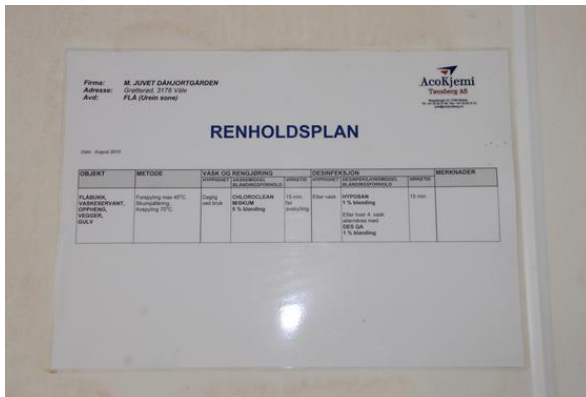 Firma: M. JUVET DÅHJORTGÅRDEN
Adresse: Grøtterød, 3178 Våle
Avd: FLÅ (Urein sone)
AcoKjemi
Tønsberg AS
RENHOLDSPLAN
Dato: August 2010
OBJEKT METODE VASK OG RENGJØRING DESINFEKSJON MERKNADER
HYPPIGHET VASKEMIDDEL BLANDINGSFORHOLD VIRKETID HYPPIGHET DESINFEKSJONSMIDDEL BLANDINGSFORHOLD VIRKETID
FLÅBUKK,
VASKESERVANT,
OPPHENG,
VEGGER,
GULV
Forspyling max 40°C
Skumpåføring
Avspyling 70°C
Daglig
ved bruk
CHLOROCLEAN
M/SKUM
5 % blanding
15 min.
før
avskylling
Etter vask
HYPOSAN
1 % blanding
Etter hver 4. vask
alterneres med
DES QA
1 % blanding
15 min.